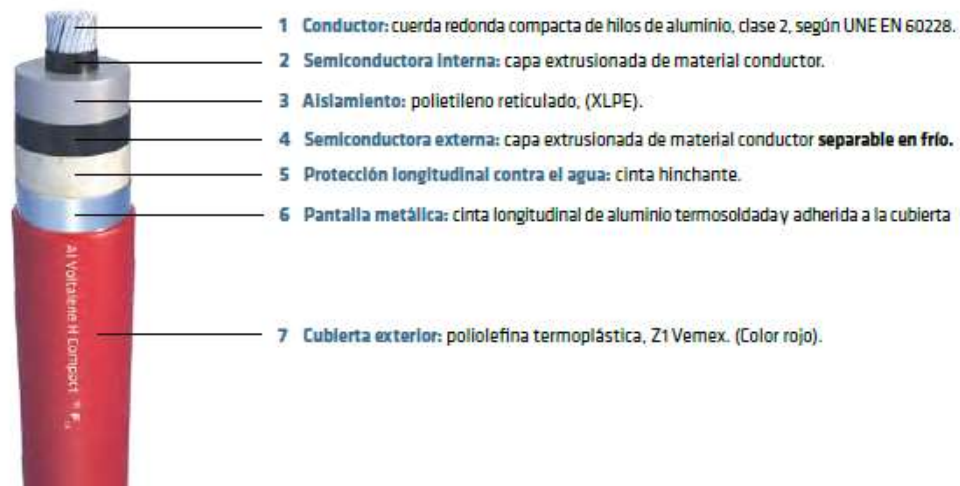 1 Conductor: cuerda redonda compacta de hilos de aluminio, clase 2, según UNE EN 60228.
2 Semiconductora interna: capa extrusionada de material conductor.
3 Aislamiento: polietileno reticulado, (XLPE).
4 Semiconductora externa: capa extrusionada de material conductor separable en frío.
5 Protección longitudinal contra el agua: cinta hinchante.
6 Pantalla metálica: cinta longitudinal de aluminio termosoldada y adherida a la cubierta
7 Cubierta exterior: poliolefina termoplástica, Z1 Vemex. (Color rojo).
Al Voltalene H Compact